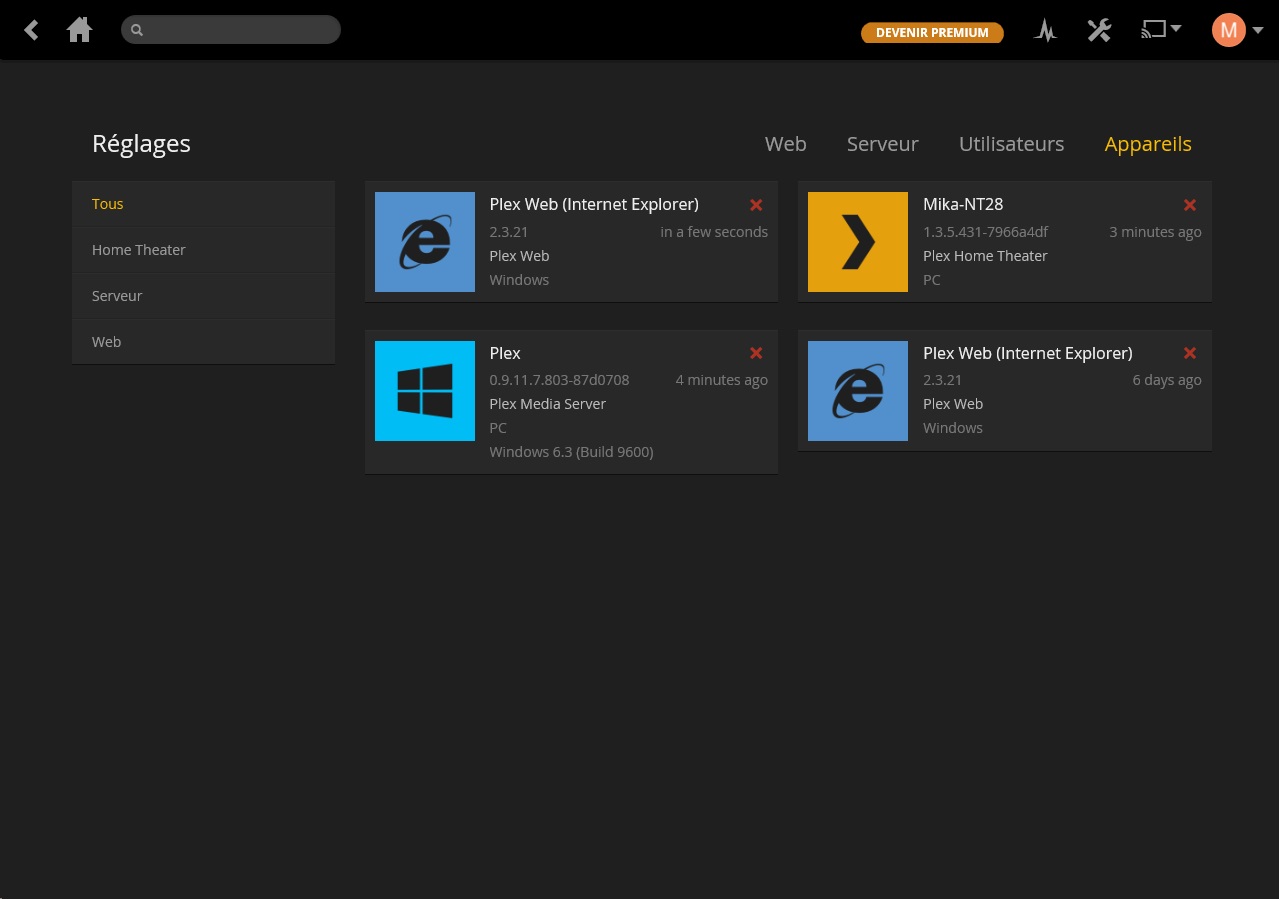 DEVENIR PREMIUM
M
Réglages
Web
Serveur
Utilisateurs
Appareils
Tous
Home Theater
Serveur
Web
Plex Web (Internet Explorer)
2.3.21 in a few seconds
Plex Web
Windows
Mika-NT28
1.3.5.431-7966a4df 3 minutes ago
Plex Home Theater
PC
Plex
0.9.11.7.803-87d0708 4 minutes ago
Plex Media Server
PC
Windows 6.3 (Build 9600)
Plex Web (Internet Explorer)
2.3.21 6 days ago
Plex Web
Windows